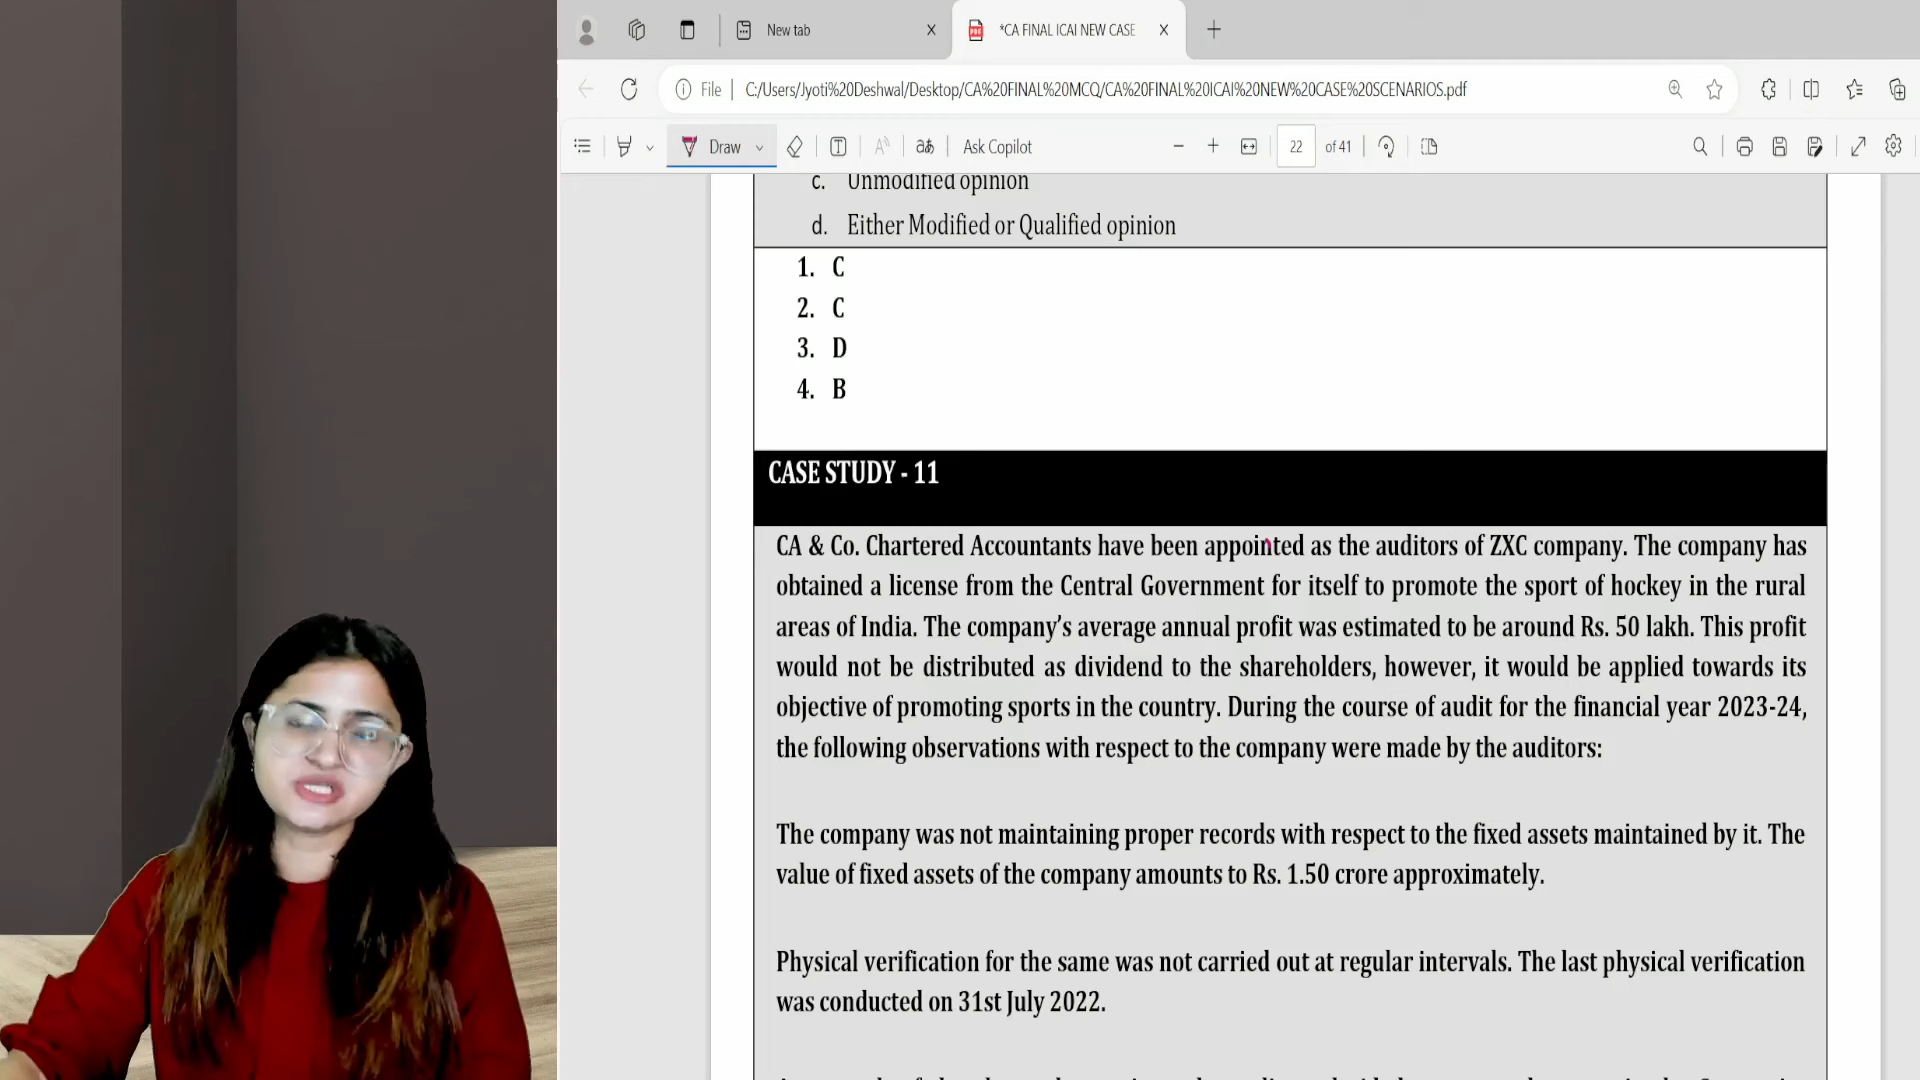 New tab
*CA FINAL ICAI NEW CASE
File
C:/Users/Jyoti%20Deshwal/Desktop/CA%20FINAL%20MCQ/CA%20FINAL%20ICAI%20NEW%20CASE%20SCENARIOS.pdf
Draw
Ask Copilot
22
of 41
c. Unmodified opinion
d. Either Modified or Qualified opinion
1. C
2. C
3. D
4. B
CASE STUDY - 11
CA & Co. Chartered Accountants have been appointed as the auditors of ZXC company. The company has
obtained a license from the Central Government for itself to promote the sport of hockey in the rural
areas of India. The company's average annual profit was estimated to be around Rs. 50 lakh. This profit
would not be distributed as dividend to the shareholders, however, it would be applied towards its
objective of promoting sports in the country. During the course of audit for the financial year 2023-24,
the following observations with respect to the company were made by the auditors:
The company was not maintaining proper records with respect to the fixed assets maintained by it. The
value of fixed assets of the company amounts to Rs. 1.50 crore approximately.
Physical verification for the same was not carried out at regular intervals. The last physical verification
was conducted on 31st July 2022.